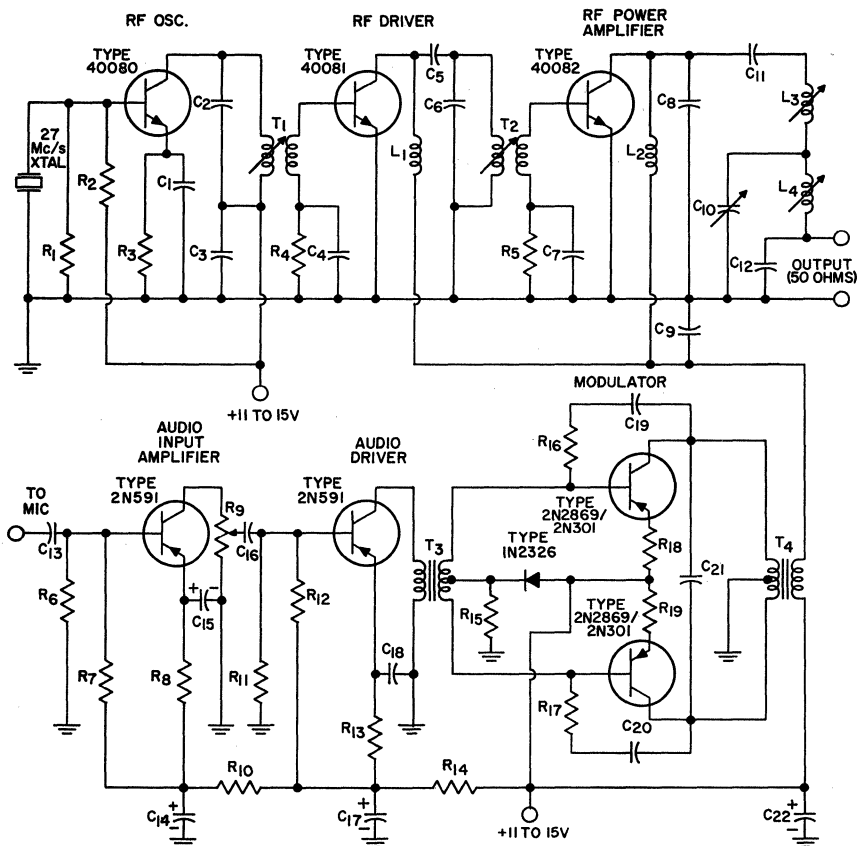 RF OSC.
RF DRIVER
RF POWER
AMPLIFIER
TYPE
40080
TYPE
40081
TYPE
40082
C5
C11
C2
C6
C8
L3
27
Mc/s
XTAL
T1
T2
R2
C1
L1
L2
L4
C10
R1
R3
C3
R4
C4
R5
C7
C12
OUTPUT
(50 OHMS)
C9
+11 TO 15V
MODULATOR
C19
AUDIO
INPUT
AMPLIFIER
AUDIO
DRIVER
R16
TYPE
2N591
TYPE
2N591
TO
MIC
R9
TYPE
2N2869/
2N301
C13
C16
T3
TYPE
1N2326
R18
T4
C21
R6
C15
R12
R15
TYPE
2N2869/
2N301
R19
R7
R8
R11
C18
R17
R13
C20
R10
R14
C14
+
-
C17
+
-
+11 TO 15V
C22
+
-
+ -